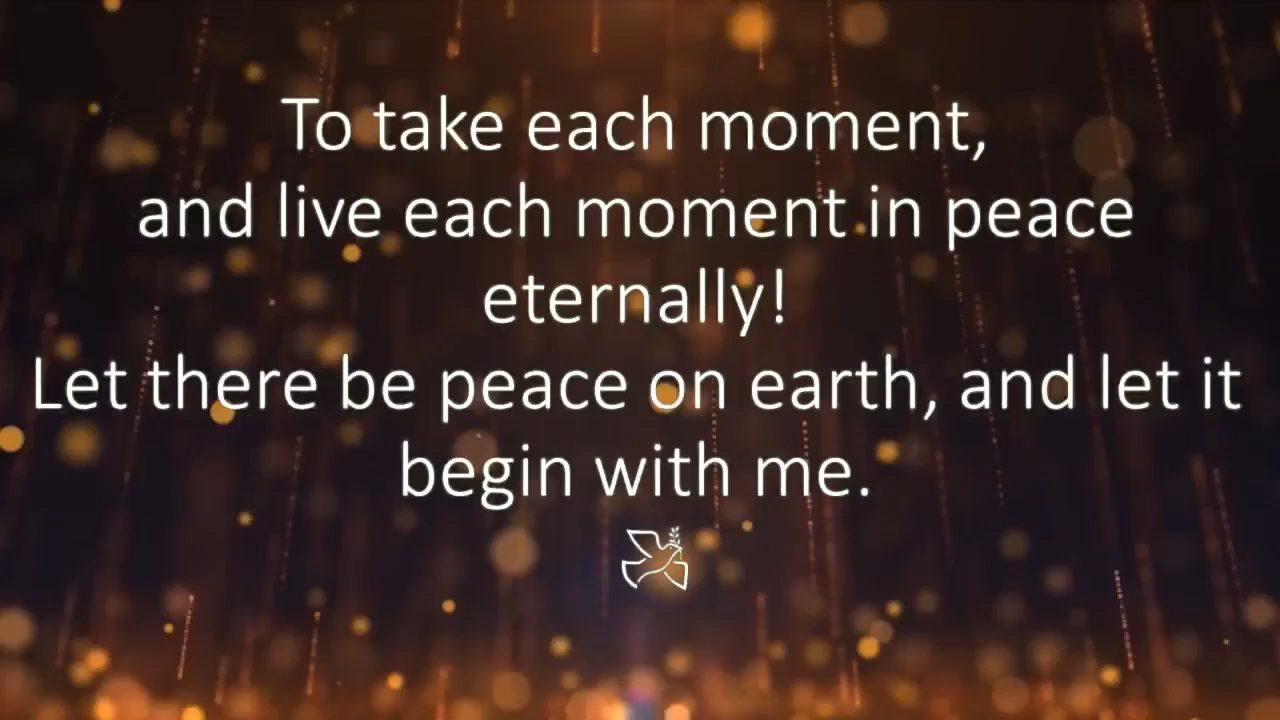 To take each moment,
and live each moment in peace
eternally!
Let there be peace on earth, and let it
begin with me.